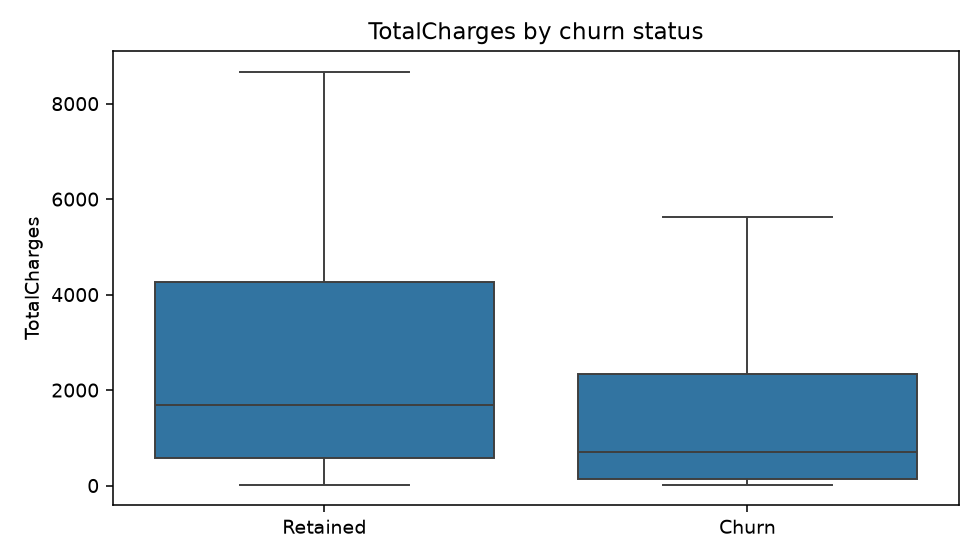 TotalCharges by churn status
TotalCharges
8000
6000
4000
2000
0
Retained
Churn